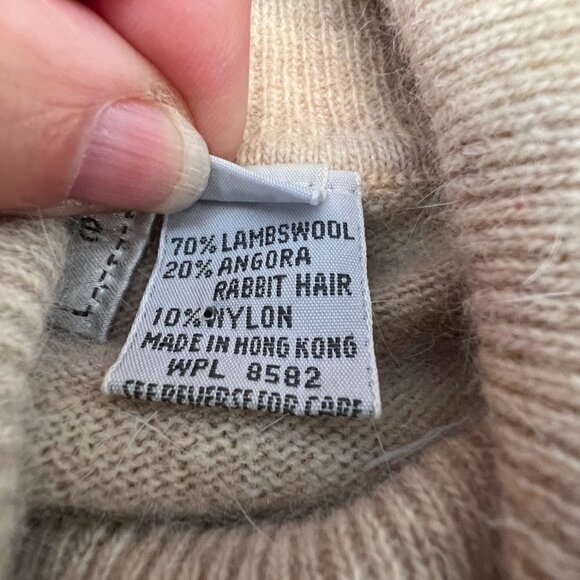 70% LAMBSWOOL
20% ANGORA
RABBIT HAIR
10% NYLON
MADE IN HONG KONG
WPL 8582
SEE REVERSE FOR CARE
L